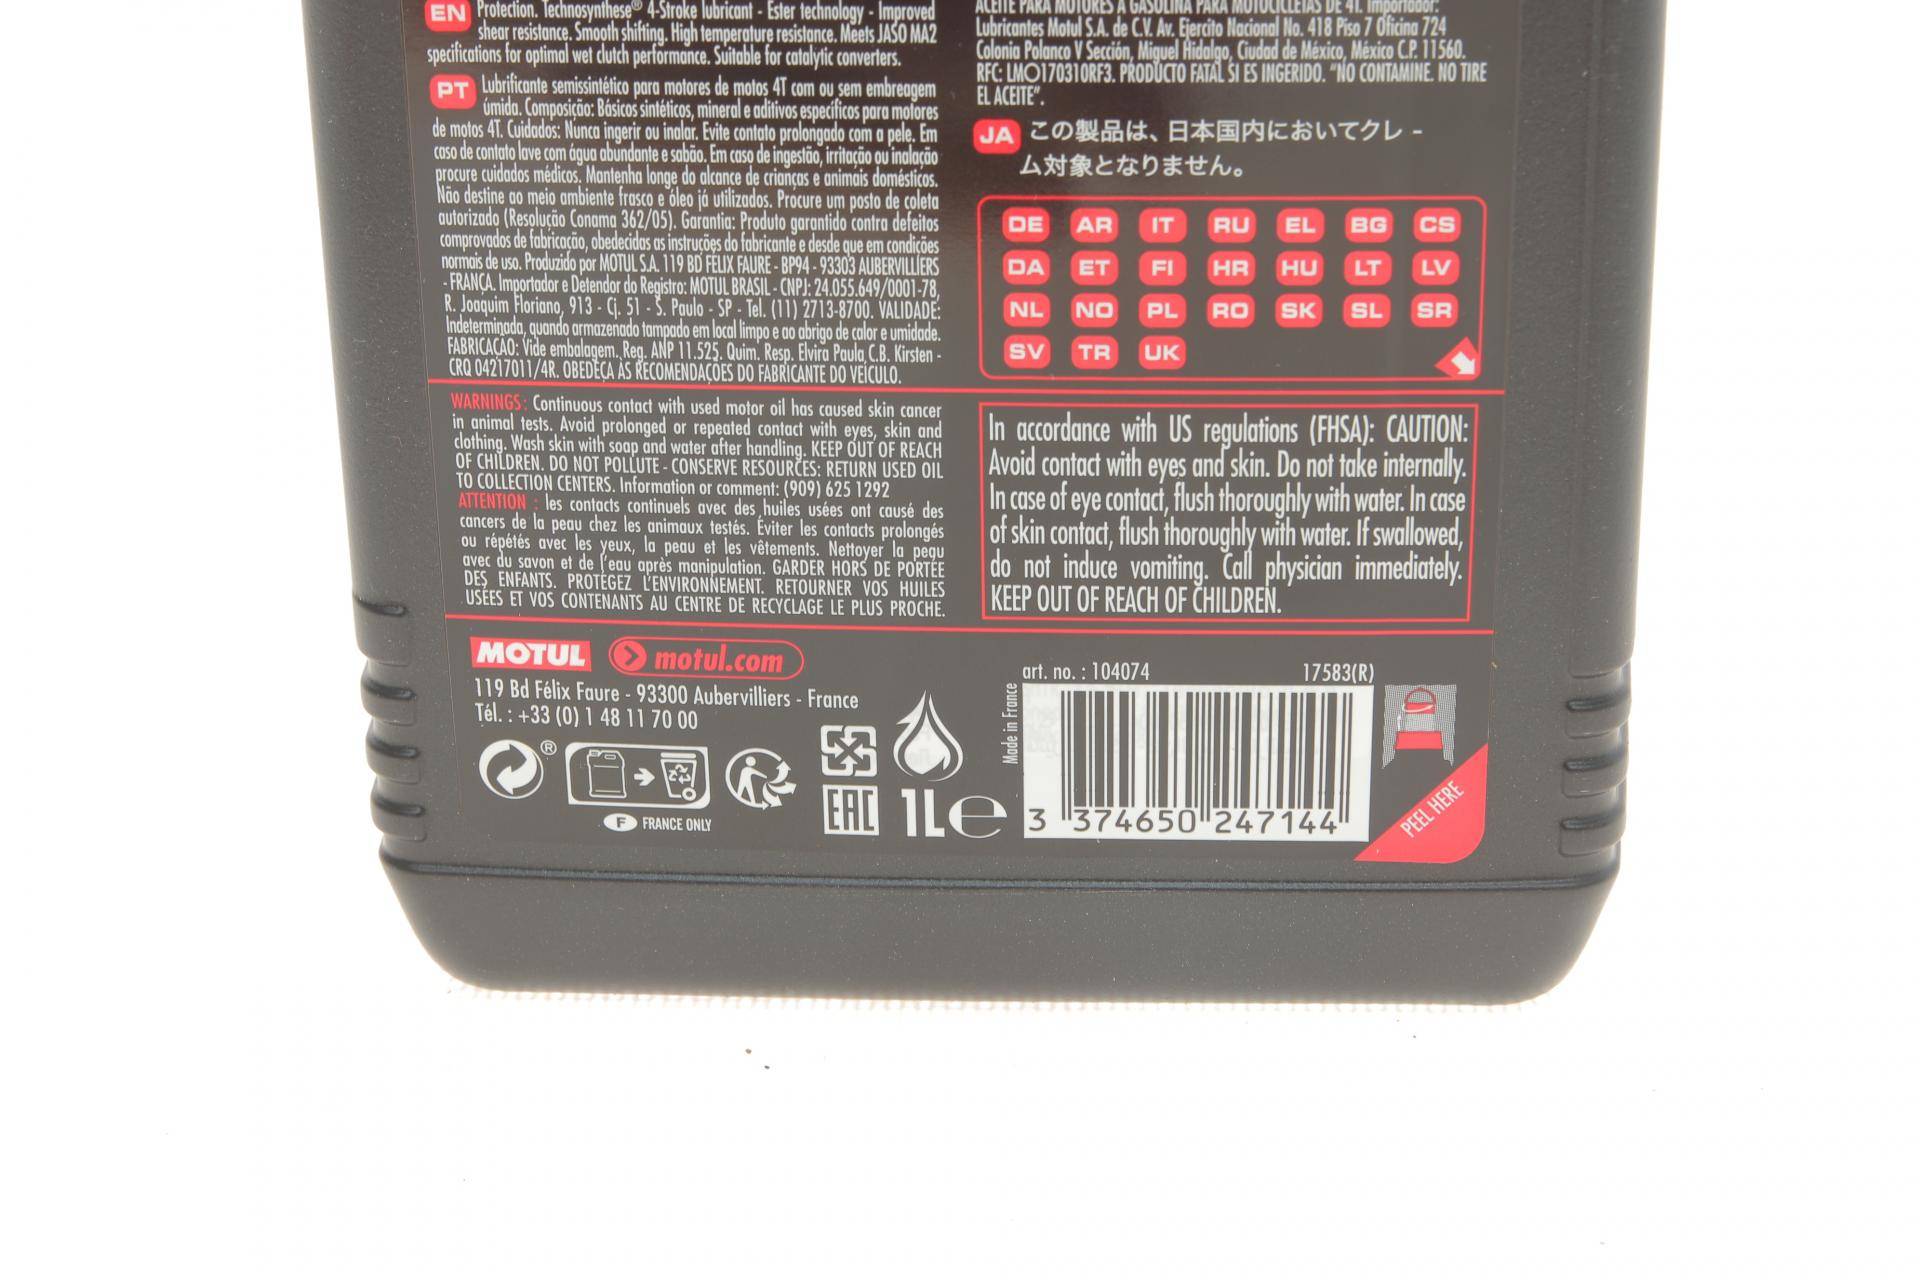 EN Protection. Technosynthese® 4-Stroke lubricant - Ester technology - Improved
shear resistance. Smooth shifting. High temperature resistance. Meets JASO MA2
specifications for optimal wet clutch performance. Suitable for catalytic converters.
PT Lubrificante semissintético para motores de motos 4T com ou sem embreagem
úmida. Composição: Básicos sintéticos, mineral e aditivos específicos para motores
de motos 4T. Cuidados: Nunca ingerir ou inalar. Evite contato prolongado com a pele. Em
caso de contato lave com água abundante e sabão. Em caso de ingestão, irritação ou inalação
procure cuidados médicos. Mantenha longo do alcance de crianças e animais domésticos.
Não destine ao meio ambiente frasco e óleo já utilizados. Procure um posto de coleta
autorizado (Resolução Conama 362/05). Garantia: Produto garantido contra defeitos
comprovados de fabricação, obedecidas as instruções do fabricante e desde que em condições
normais de uso. Produzido por MOTUL S.A. 119 BD FÉLIX FAURE - BP94 - 93303 AUBERVILLIERS
- FRANÇA. Importador e Detendor do Registro: MOTUL BRASIL - CNPJ: 24.055.649/0001-78,
R. Joaquim Floriano, 913 - Cj. 51 - S. Paulo - SP - Tel. (11) 2713-8700. VALIDADE:
Indeterminada, quando armazenado tampado em local limpo e ao abrigo de calor e umidade.
FABRICAÇÃO: Vide embalagem. Reg. ANP 11.525. Quim. Resp. Elvira Paula C.B. Kirsten -
CRQ 04217011/4R. OBEDEÇA ÀS RECOMENDAÇÕES DO FABRICANTE DO VEÍCULO.
ACEITE PARA MOTORES A GASOLINA PARA MOTOCICLETAS DE 4T. Importador:
Lubricantes Motul S.A. de C.V. Av. Ejercito Nacional No. 418 Piso 7 Oficina 724
Colonia Polanco V Sección, Miguel Hidalgo, Ciudad de México, México C.P. 11560.
RFC: LMO170310RF3. PRODUCTO FATAL SI ES INGERIDO. "NO CONTAMINE. NO TIRE
EL ACEITE".
JA この製品は、日本国内においてクレ -
ム対象となりません。
DE AR IT RU EL BG CS
DA ET FI HR HU LT LV
NL NO PL RO SK SL SR
SV TR UK
WARNINGS: Continuous contact with used motor oil has caused skin cancer
in animal tests. Avoid prolonged or repeated contact with eyes, skin and
clothing. Wash skin with soap and water after handling. KEEP OUT OF REACH
OF CHILDREN. DO NOT POLLUTE - CONSERVE RESOURCES: RETURN USED OIL
TO COLLECTION CENTERS. Information or comment: (909) 625 1292
ATTENTION : les contacts continuels avec des huiles usées ont causé des
cancers de la peau chez les animaux testés. Éviter les contacts prolongés
ou répétés avec les yeux, la peau et les vêtements. Nettoyer la peau
avec du savon et de l'eau après manipulation. GARDER HORS DE PORTÉE
DES ENFANTS. PROTÉGEZ L'ENVIRONNEMENT. RETOURNER VOS HUILES
USÉES ET VOS CONTENANTS AU CENTRE DE RECYCLAGE LE PLUS PROCHE.
In accordance with US regulations (FHSA): CAUTION:
Avoid contact with eyes and skin. Do not take internally.
In case of eye contact, flush thoroughly with water. In case
of skin contact, flush thoroughly with water. If swallowed,
do not induce vomiting. Call physician immediately.
KEEP OUT OF REACH OF CHILDREN.
MOTUL motul.com
119 Bd Félix Faure - 93300 Aubervilliers - France
Tél. : +33 (0) 1 48 11 70 00
®
F FRANCE ONLY
EAC 1L e
art. no. : 104074 17583(R)
Made in France
3 374650 247144
PEEL HERE